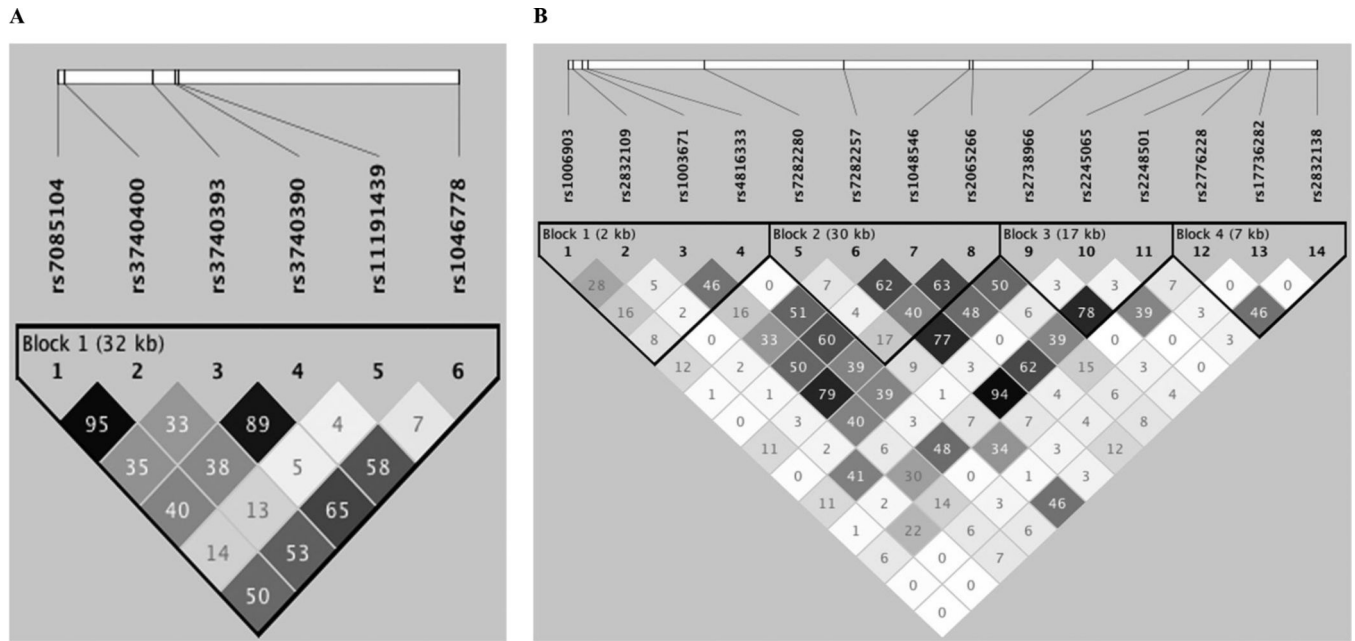 A
rs7085104
rs3740400
rs3740393
rs3740390
rs11191439
rs1046778
Block 1 (32 kb)
1 2 3 4 5 6
95 33 89 4 7
35 38 5 58
40 13 65
14 53
50
B
rs1006903
rs2832109
rs1003671
rs4816333
rs7282280
rs7282257
rs1048546
rs2065266
rs2738966
rs2245065
rs2248501
rs2776228
rs17736282
rs2832138
Block 1 (2 kb) Block 2 (30 kb) Block 3 (17 kb) Block 4 (7 kb)
1 2 3 4 5 6 7 8 9 10 11 12 13 14
28 5 46 0 7 62 63 50 3 3 7 0 0
16 2 16 51 4 40 48 6 78 39 3 46
8 0 33 60 17 77 0 39 0 0 3
12 2 50 39 9 3 62 15 3 0
1 1 79 39 1 94 4 6 4
0 3 40 3 7 7 4 8
11 2 6 48 34 3 12
0 41 30 0 1 3
11 2 14 3 46
1 22 6 6
6 0 7
0 0
0